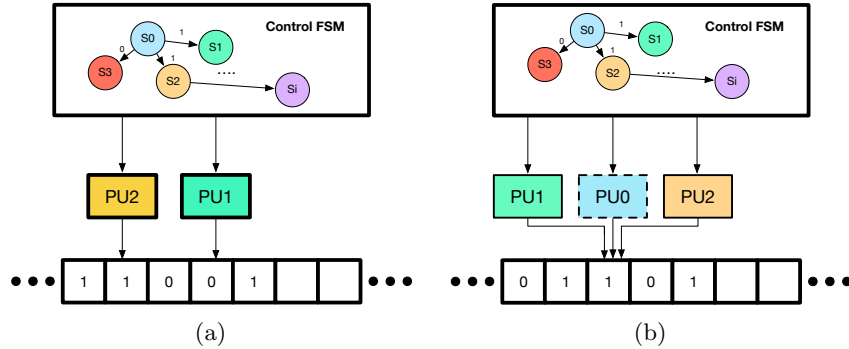 Control FSM
S0
1
S1
0
1
S3
S2
....
Si
PU2
PU1
1 1 0 0 1
(a)
Control FSM
S0
1
S1
0
1
S3
S2
....
Si
PU1
PU0
PU2
0 1 1 0 1
(b)